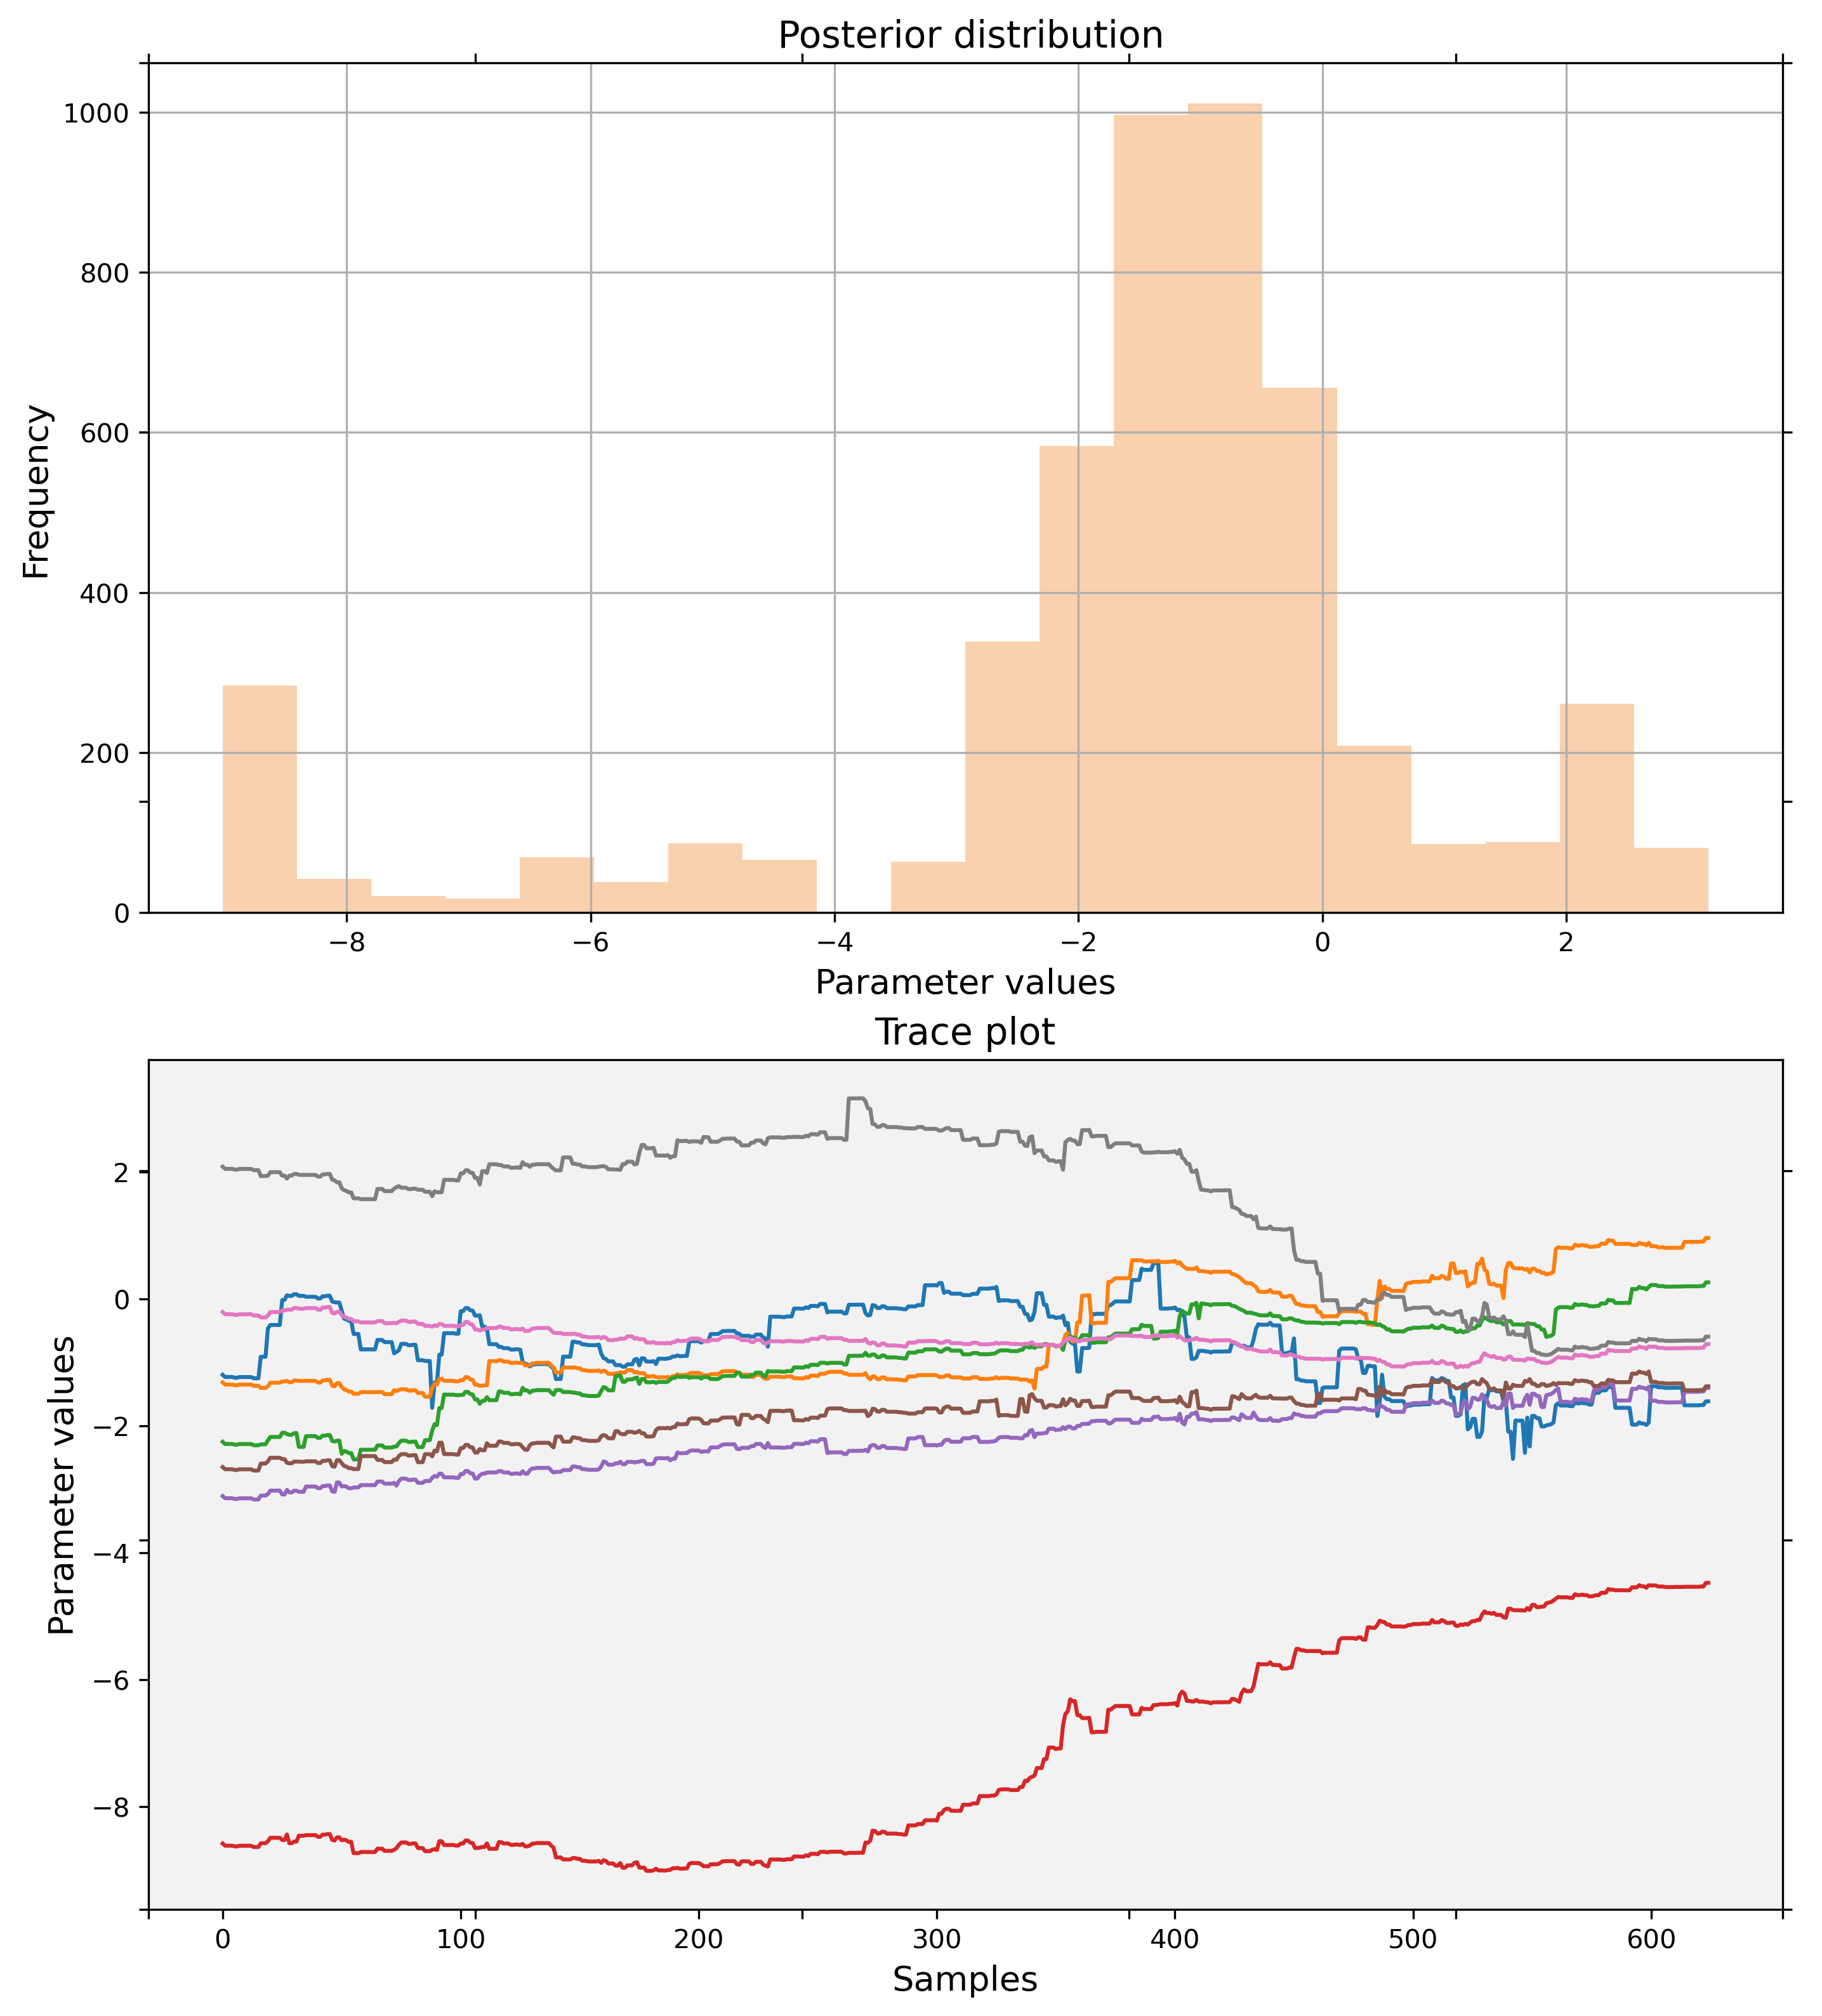 Posterior distribution
1000
800
600
400
200
0
Frequency
−8 −6 −4 −2 0 2
Parameter values
Trace plot
2
0
−2
−4
−6
−8
Parameter values
0 100 200 300 400 500 600
Samples